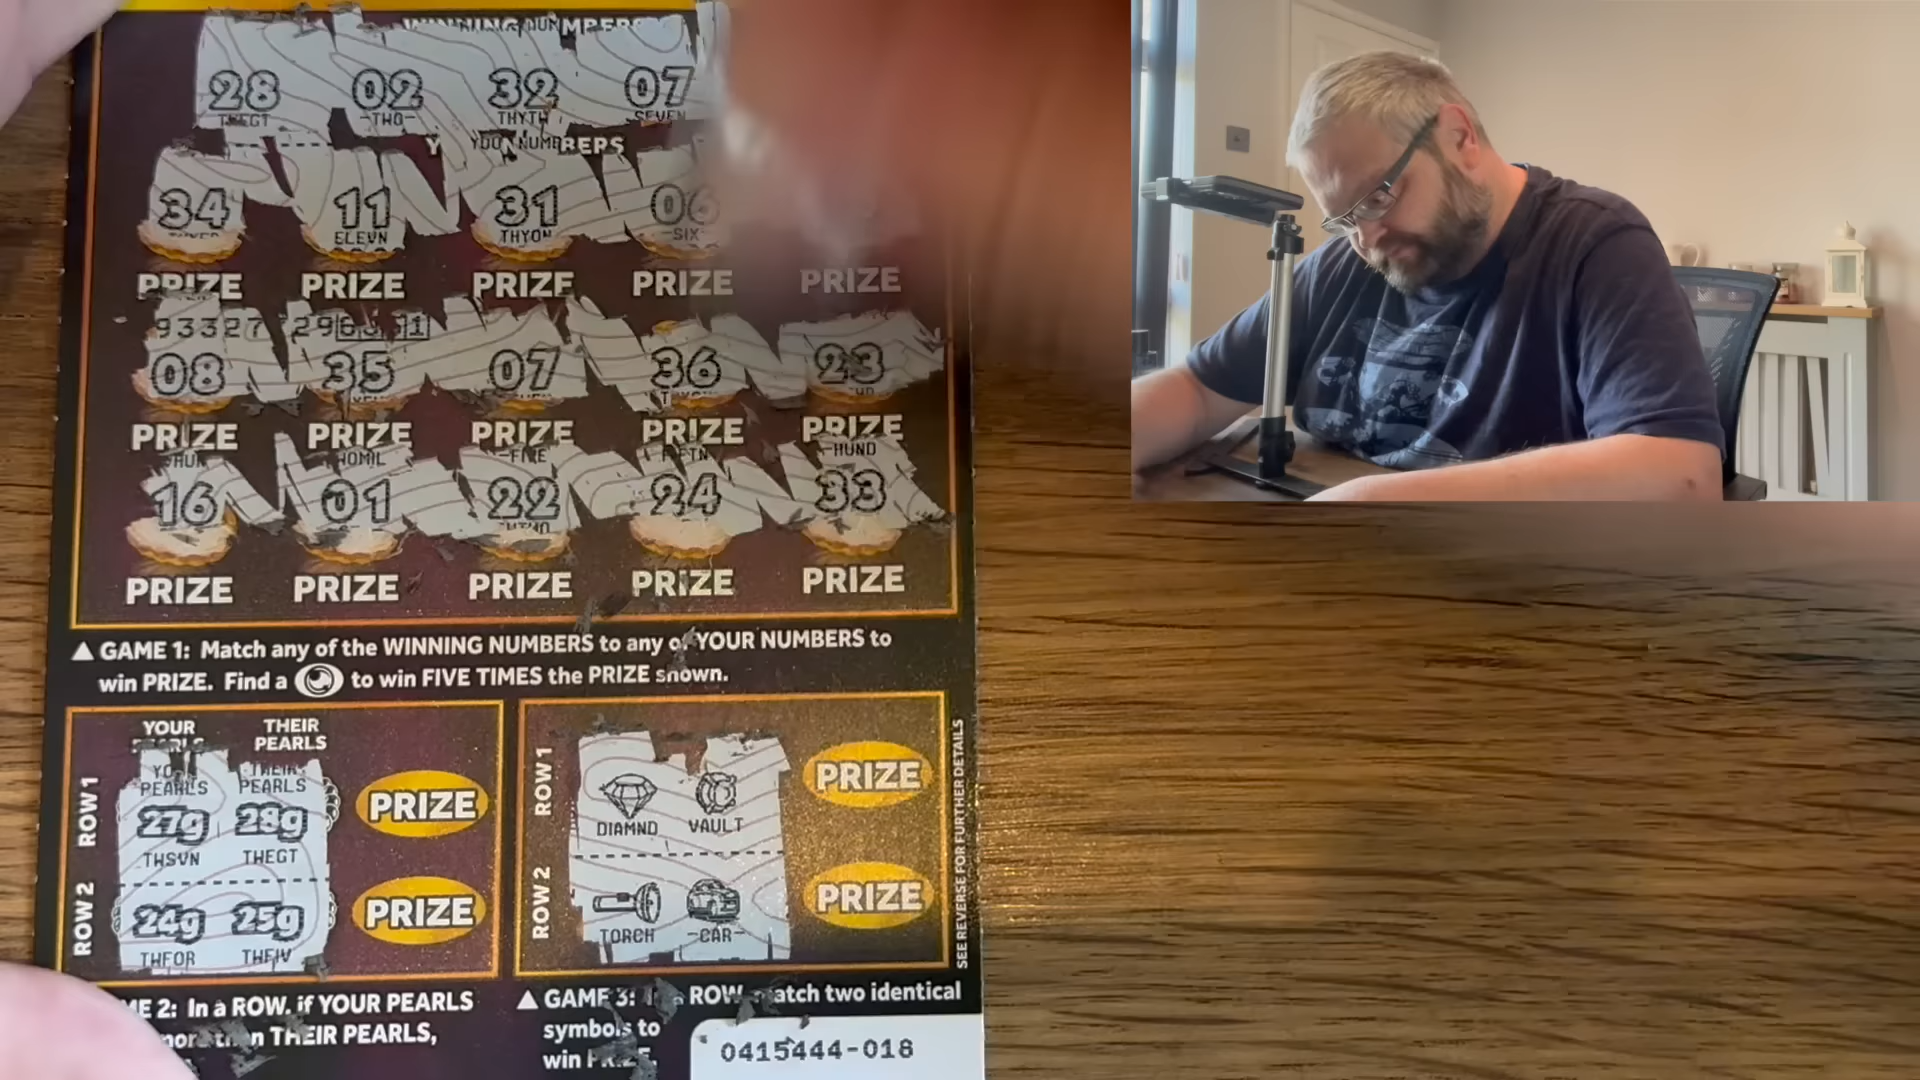 WINNING NUMBERS
28 02 32 07
-TWO- THYTW SEVEN
34 11 31 06
ELEVN THYON -SIX-
PRIZE PRIZE PRIZE PRIZE PRIZE
93327
08 35 07 36 23
PRIZE PRIZE PRIZE PRIZE PRIZE
HUND
16 01 22 24 33
PRIZE PRIZE PRIZE PRIZE PRIZE
▲ GAME 1: Match any of the WINNING NUMBERS to any of YOUR NUMBERS to
win PRIZE. Find a to win FIVE TIMES the PRIZE shown.
YOUR THEIR
PEARLS
PEARLS PEARLS
ROW 1 27g 28g PRIZE
THSVN THEGT
ROW 2 24g 25g PRIZE
THFOR THFIV
ROW 1 PRIZE
DIAMND VAULT
ROW 2 PRIZE
TORCH -CAR-
SEE REVERSE FOR FURTHER DETAILS
2: In a ROW, if YOUR PEARLS
THEIR PEARLS,
▲ GAME 3: ROW match two identical
symbols to
win PRIZE.
0415444-018